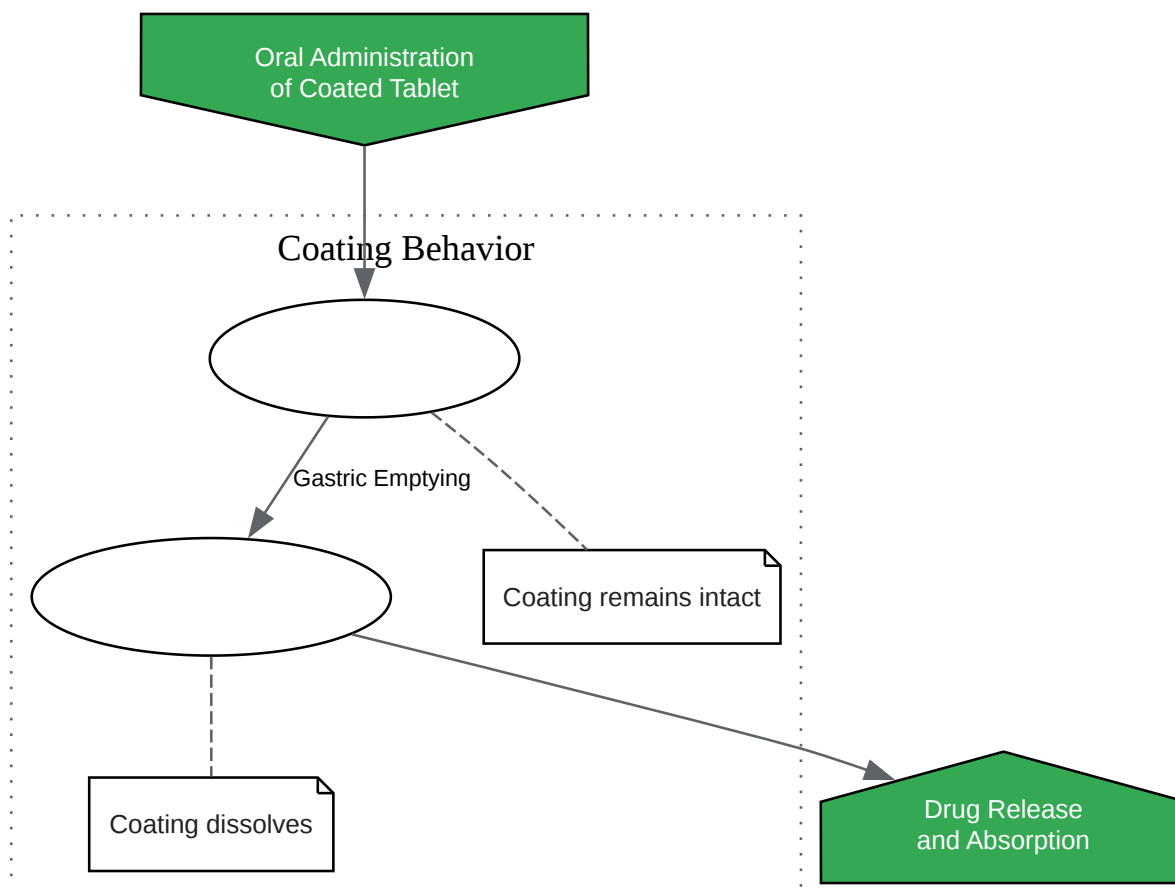 Oral Administration
of Coated Tablet
Coating Behavior
Gastric Emptying
Coating remains intact
Coating dissolves
Drug Release
and Absorption